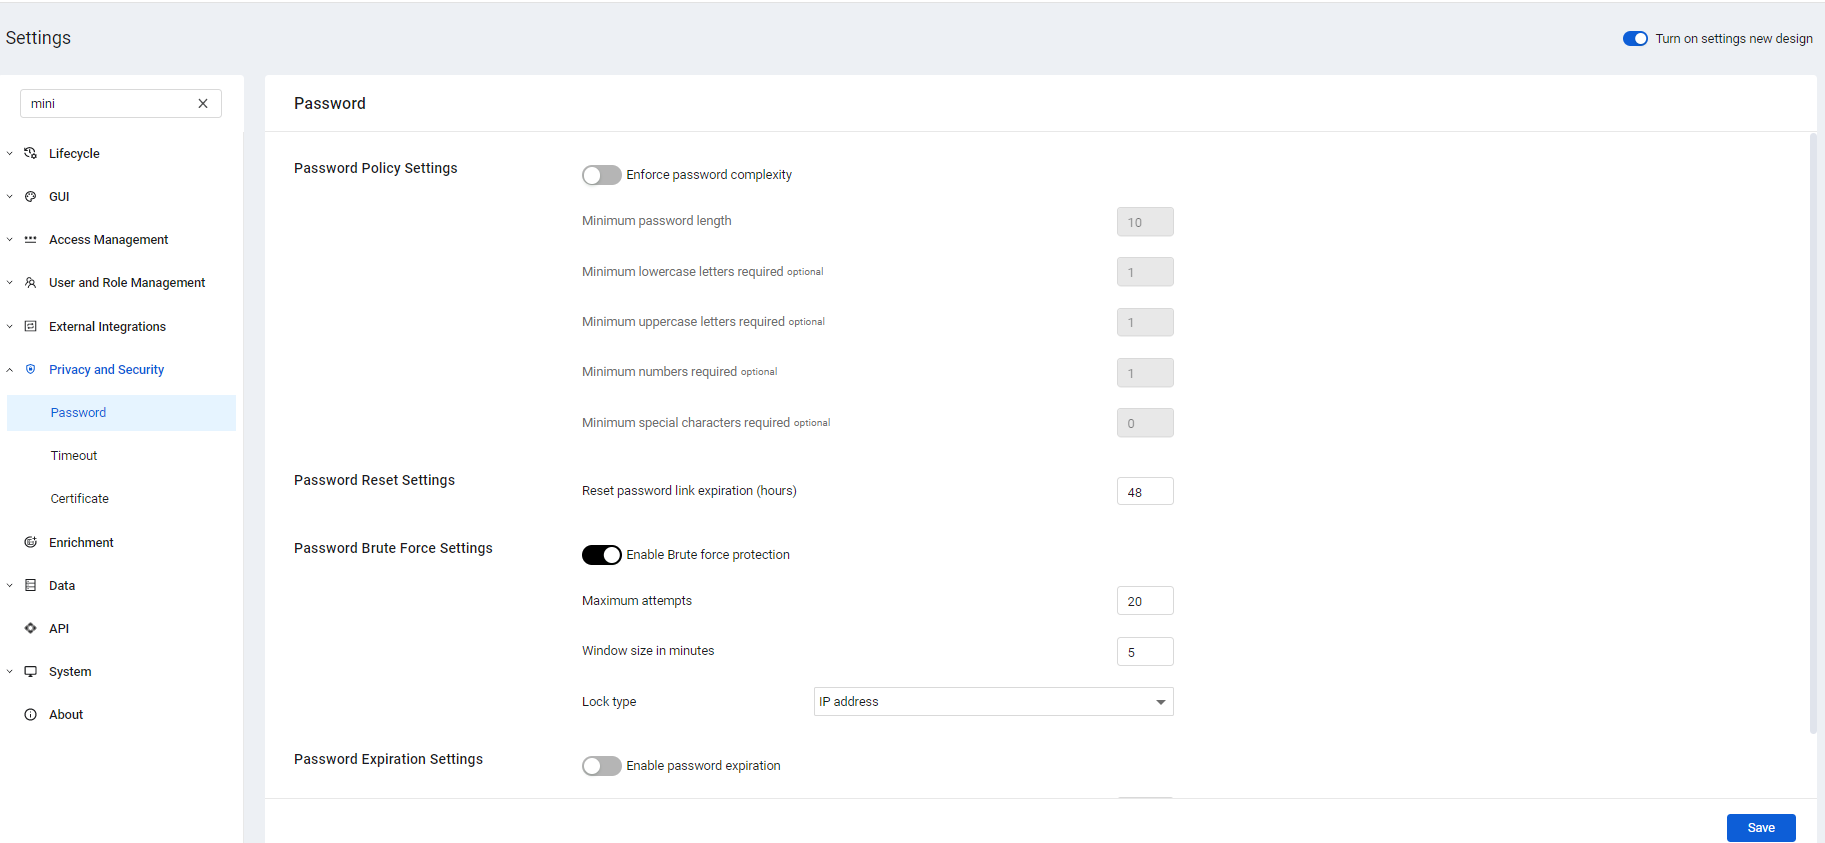 Settings
Turn on settings new design
mini
Lifecycle
GUI
Access Management
User and Role Management
External Integrations
Privacy and Security
Password
Timeout
Certificate
Enrichment
Data
API
System
About
Password
Password Policy Settings
Enforce password complexity
Minimum password length
10
Minimum lowercase letters required optional
1
Minimum uppercase letters required optional
1
Minimum numbers required optional
1
Minimum special characters required optional
0
Password Reset Settings
Reset password link expiration (hours)
48
Password Brute Force Settings
Enable Brute force protection
Maximum attempts
20
Window size in minutes
5
Lock type
IP address
Password Expiration Settings
Enable password expiration
Save